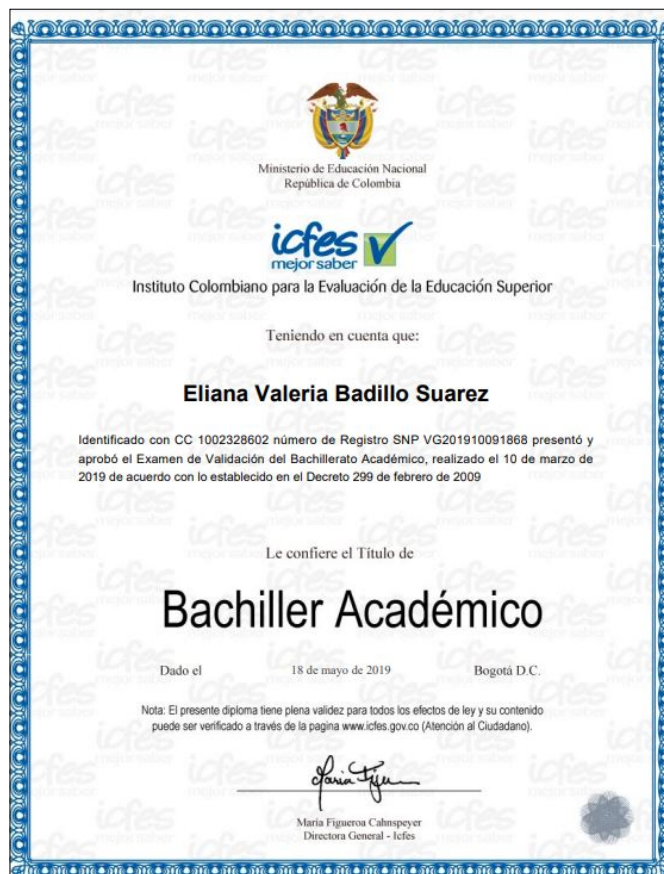 Ministerio de Educación Nacional
República de Colombia
icfes
mejor saber
Instituto Colombiano para la Evaluación de la Educación Superior
Teniendo en cuenta que:
Eliana Valeria Badillo Suarez
Identificado con CC 1002328602 número de Registro SNP VG201910091868 presentó y
aprobó el Examen de Validación del Bachillerato Académico, realizado el 10 de marzo de
2019 de acuerdo con lo establecido en el Decreto 299 de febrero de 2009
Le confiere el Título de
Bachiller Académico
Dado el 18 de mayo de 2019 Bogotá D.C.
Nota: El presente diploma tiene plena validez para todos los efectos de ley y su contenido
puede ser verificado a través de la pagina www.icfes.gov.co (Atención al Ciudadano).
María Figueroa Cahnspeyer
Directora General - Icfes